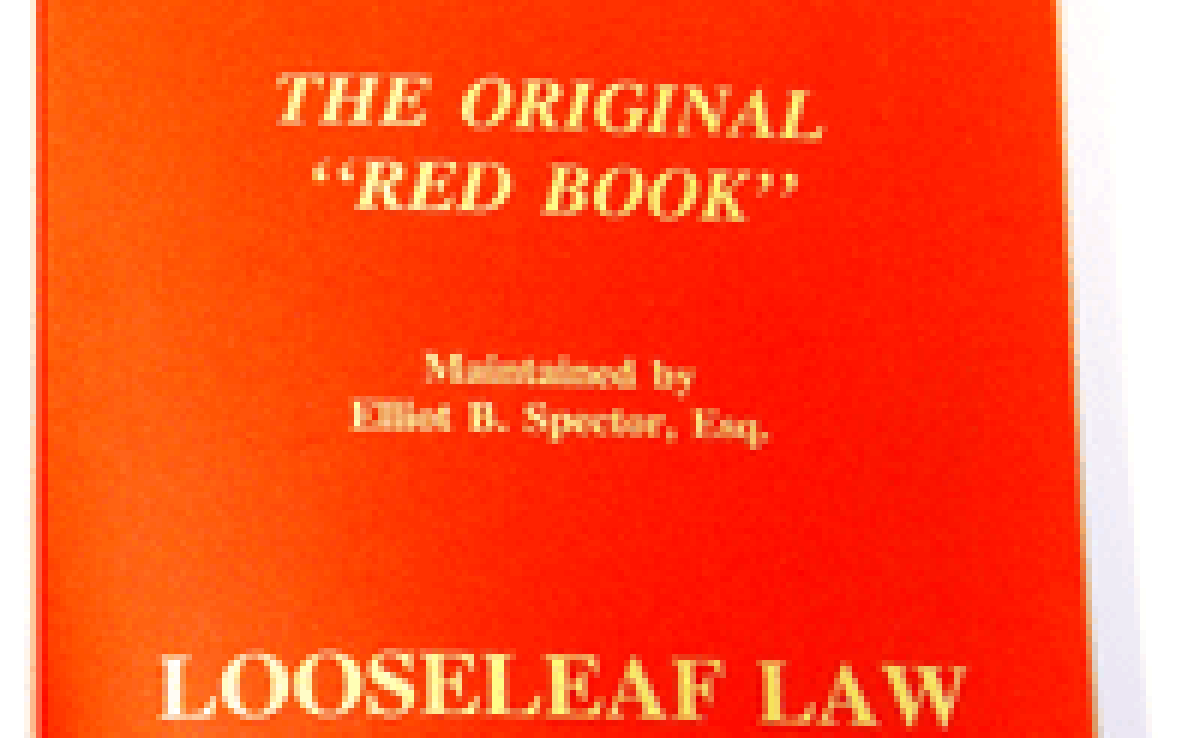 THE ORIGINAL
“RED BOOK”
Maintained by
Elliot B. Spector, Esq.
LOOSELEAF LAW